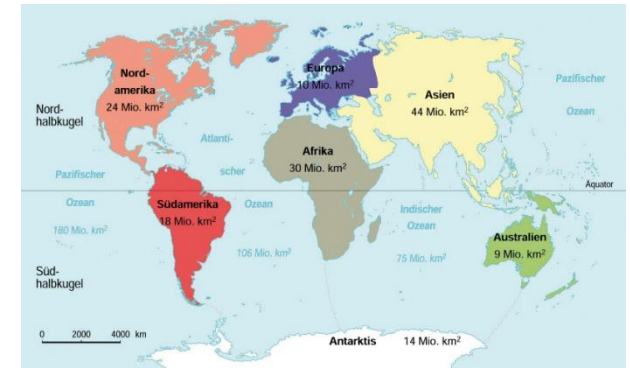 Nord-
amerika
24 Mio. km²
Europa
10 Mio. km²
Asien
44 Mio. km²
Pazifischer
Ozean
Nord-
halbkugel
Atlanti-
scher
Ozean
106 Mio. km²
Afrika
30 Mio. km²
Pazifischer
Ozean
180 Mio. km²
Äquator
Südamerika
18 Mio. km²
Indischer
Ozean
75 Mio. km²
Australien
9 Mio. km²
Süd-
halbkugel
0 2000 4000 km
Antarktis 14 Mio. km²